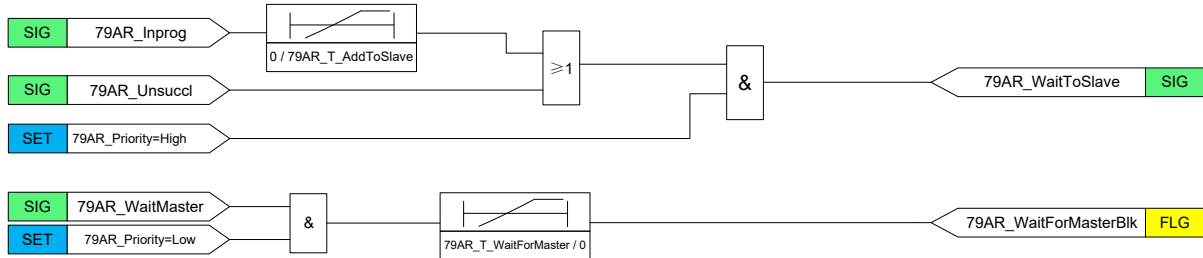 SIG 79AR_Inprog
0 / 79AR_T_AddToSlave
SIG 79AR_Unsuccl
≥1
&
79AR_WaitToSlave SIG
SET 79AR_Priority=High
SIG 79AR_WaitMaster
SET 79AR_Priority=Low
&
79AR_T_WaitForMaster / 0
79AR_WaitForMasterBlk FLG